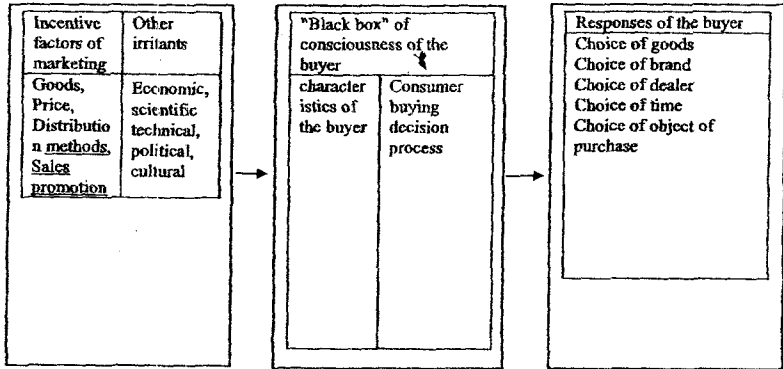 Incentive
factors of
marketing
Other
irritants
Goods,
Price,
Distributio
n methods,
Sales
promotion
Economic,
scientific
technical,
political,
cultural
"Black box" of
consciousness of the
buyer
character
istics of
the buyer
Consumer
buying
decision
process
Responses of the buyer
Choice of goods
Choice of brand
Choice of dealer
Choice of time
Choice of object of
purchase